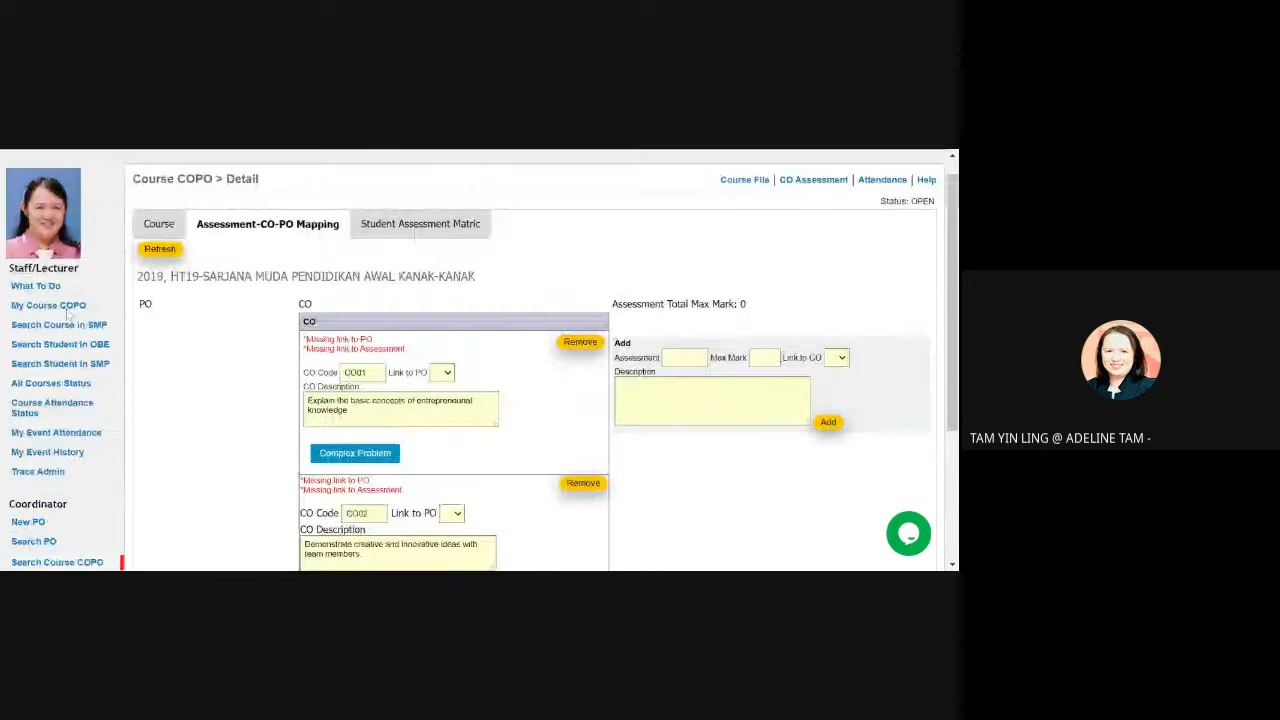 Course COPO > Detail
Course File | CO Assessment | Attendance | Help
Status: OPEN
Course
Assessment-CO-PO Mapping
Student Assessment Matric
Refresh
2019, HT19-SARJANA MUDA PENDIDIKAN AWAL KANAK-KANAK
PO
CO
Assessment Total Max Mark: 0
CO
*Missing link to PO
*Missing link to Assessment
Remove
CO Code CO01 Link to PO
CO Description
Explain the basic concepts of entrepreneurial
knowledge
Complex Problem
*Missing link to PO
*Missing link to Assessment
Remove
CO Code CO02 Link to PO
CO Description
Demonstrate creative and innovative ideas with
team members.
Add
Assessment Max Mark Link to CO
Description
Add
Staff/Lecturer
What To Do
My Course COPO
Search Course in SMP
Search Student in OBE
Search Student in SMP
All Courses Status
Course Attendance
Status
My Event Attendance
My Event History
Trace Admin
Coordinator
New PO
Search PO
Search Course COPO
TAM YIN LING @ ADELINE TAM -